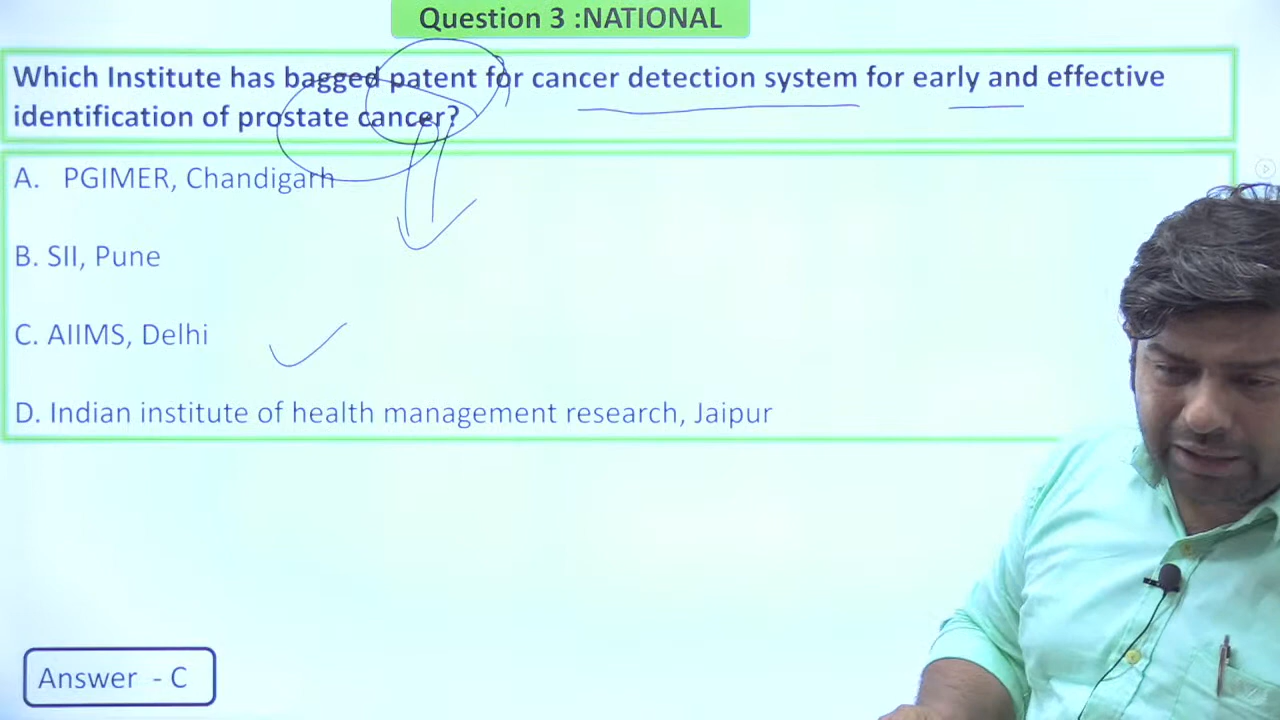 Question 3 :NATIONAL
Which Institute has bagged patent for cancer detection system for early and effective
identification of prostate cancer?
A. PGIMER, Chandigarh
B. SII, Pune
C. AIIMS, Delhi
D. Indian institute of health management research, Jaipur
Answer - C